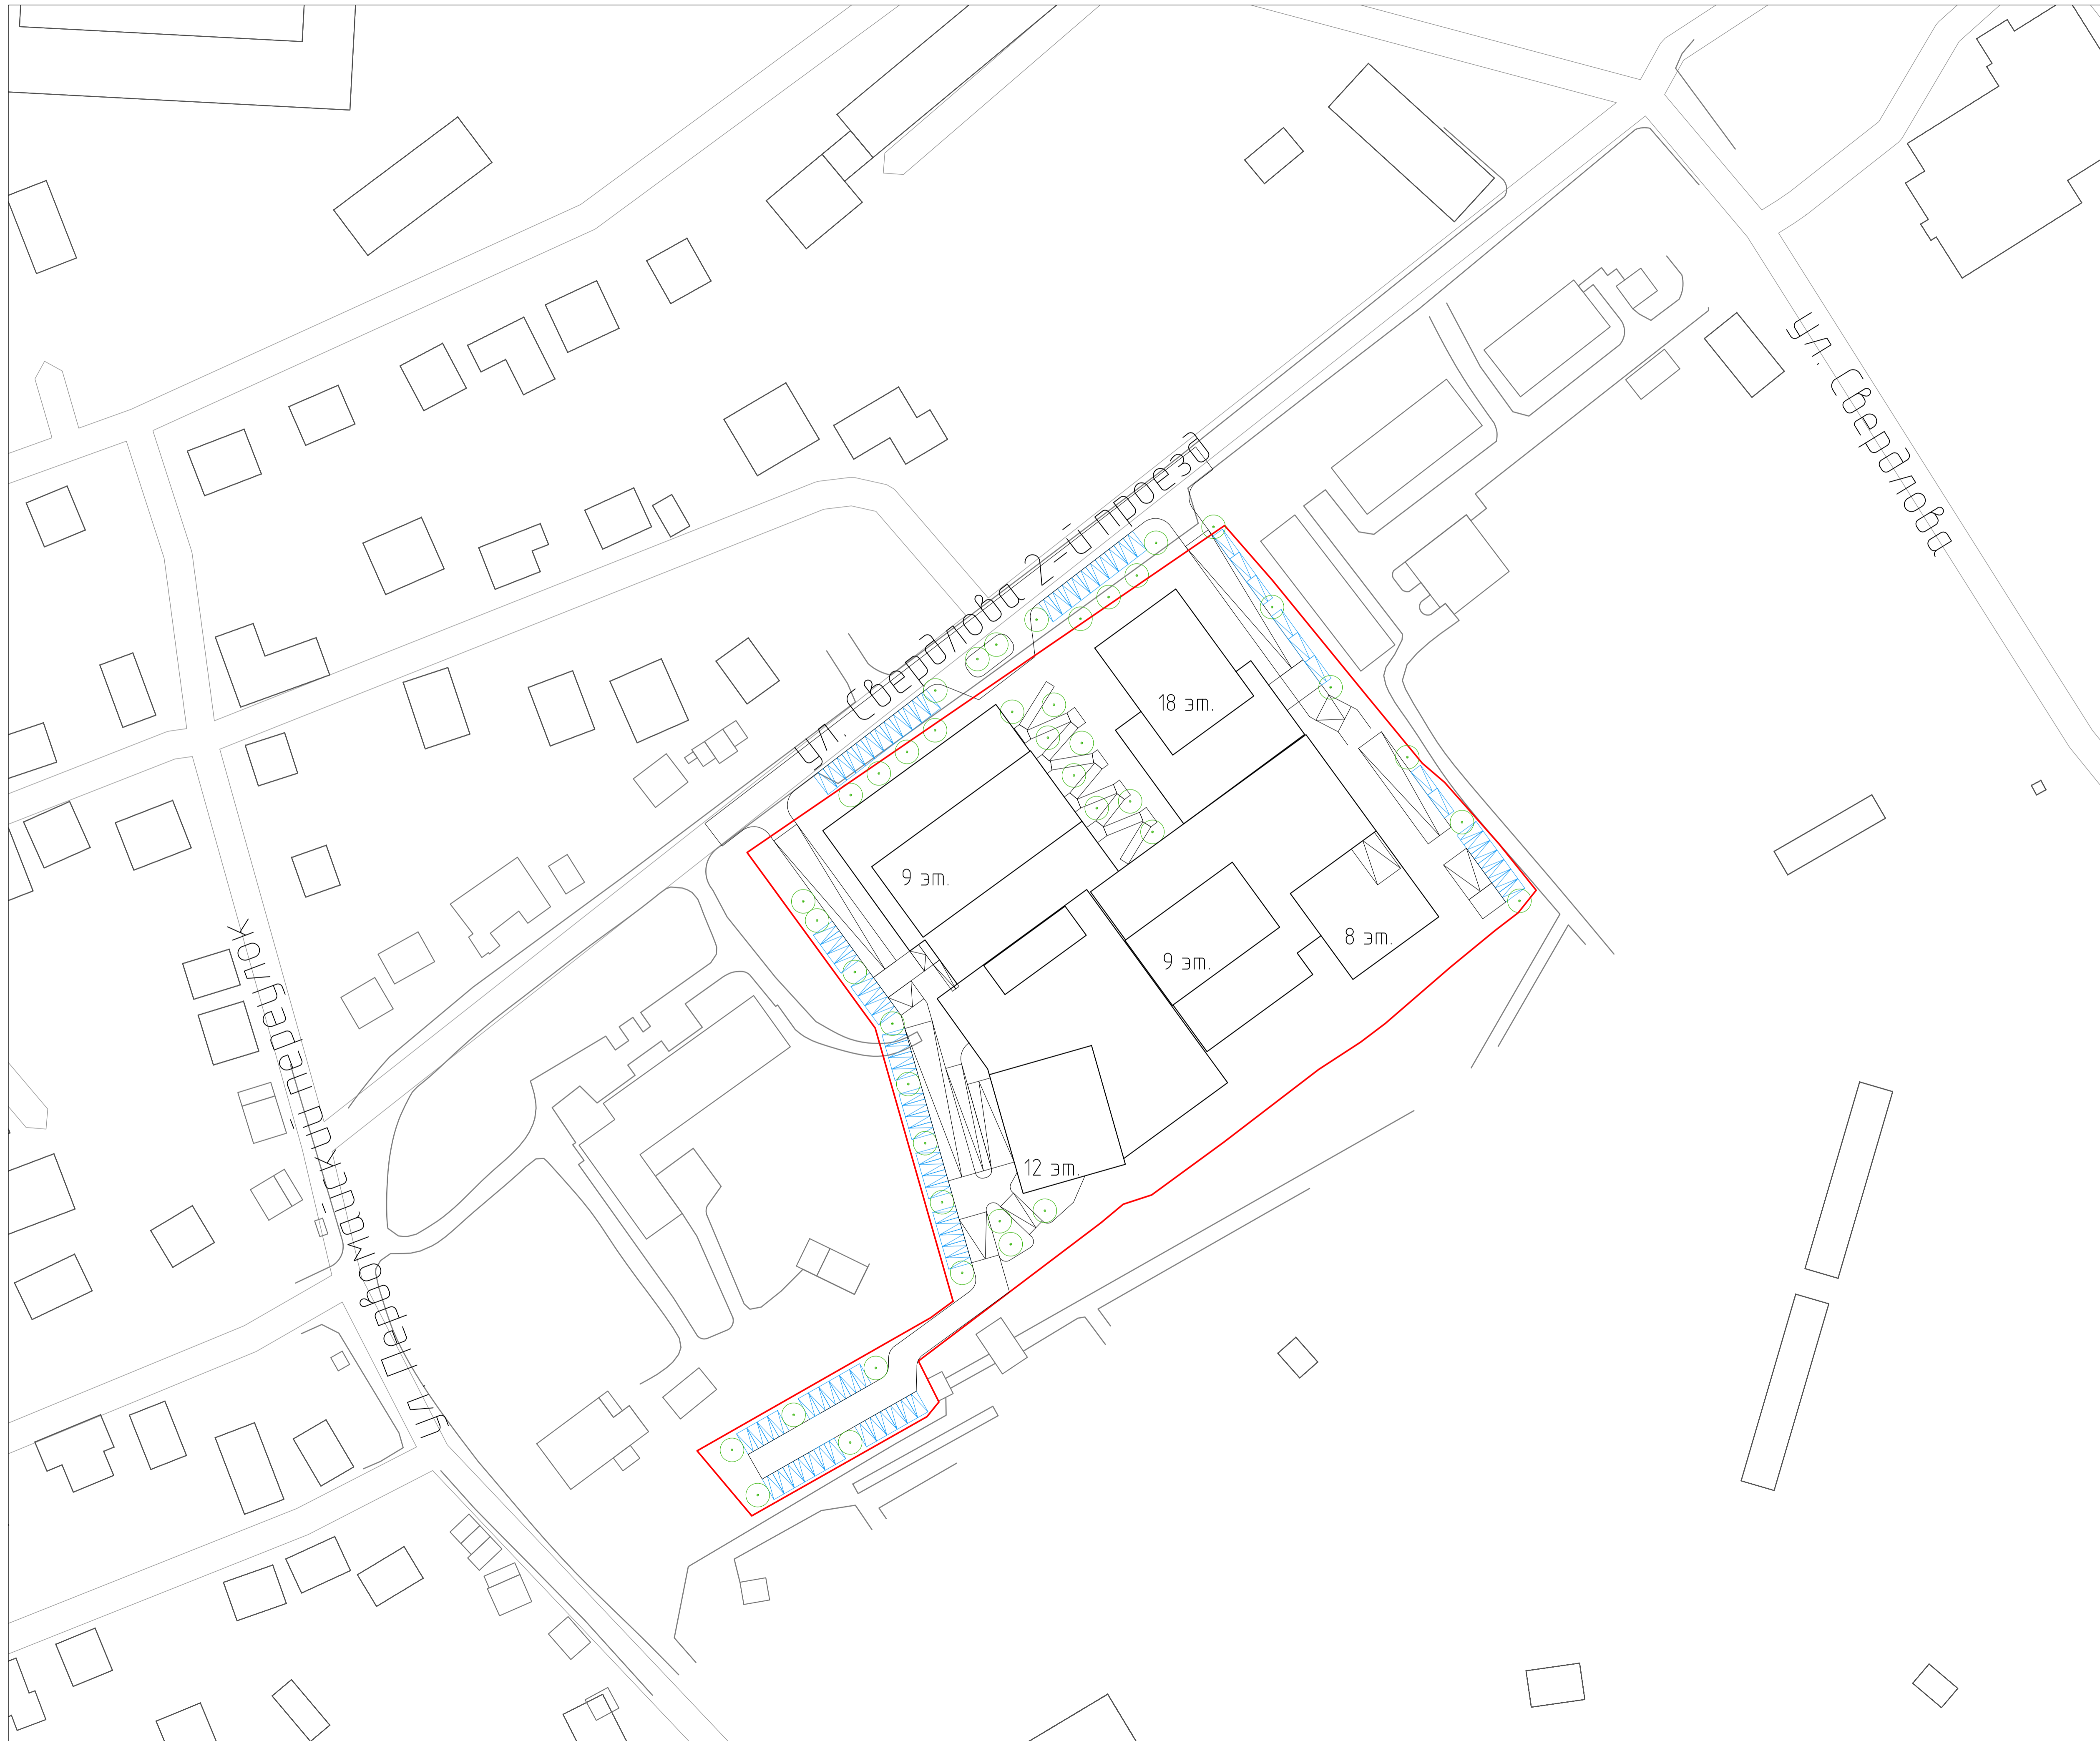 ул. Свердлова 2-й проезд
ул. Свердлова
18 эт.
9 эт.
9 эт.
8 эт.
12 эт.
ул. Первомайский переулок